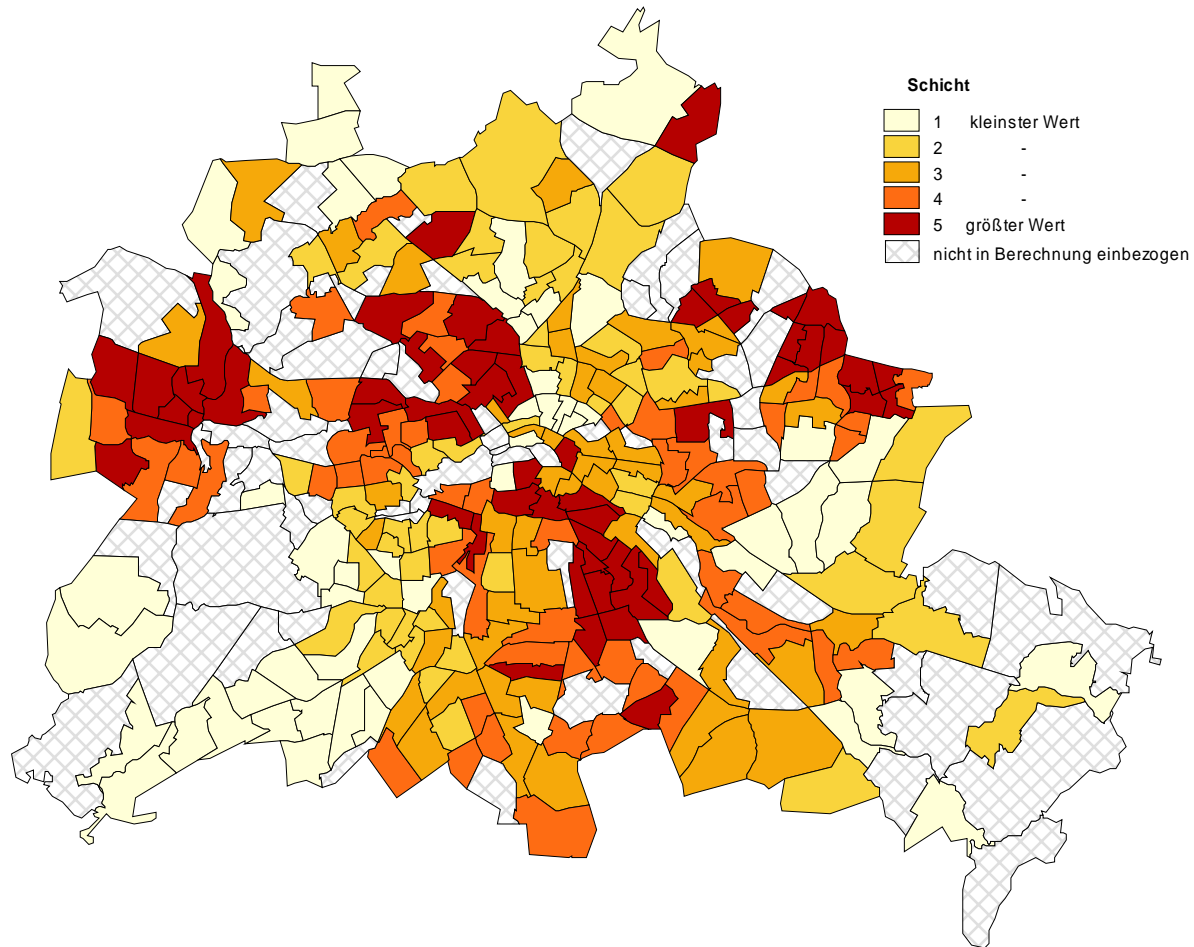 Schicht
1 kleinster Wert
2 -
3 -
4 -
5 größter Wert
nicht in Berechnung einbezogen